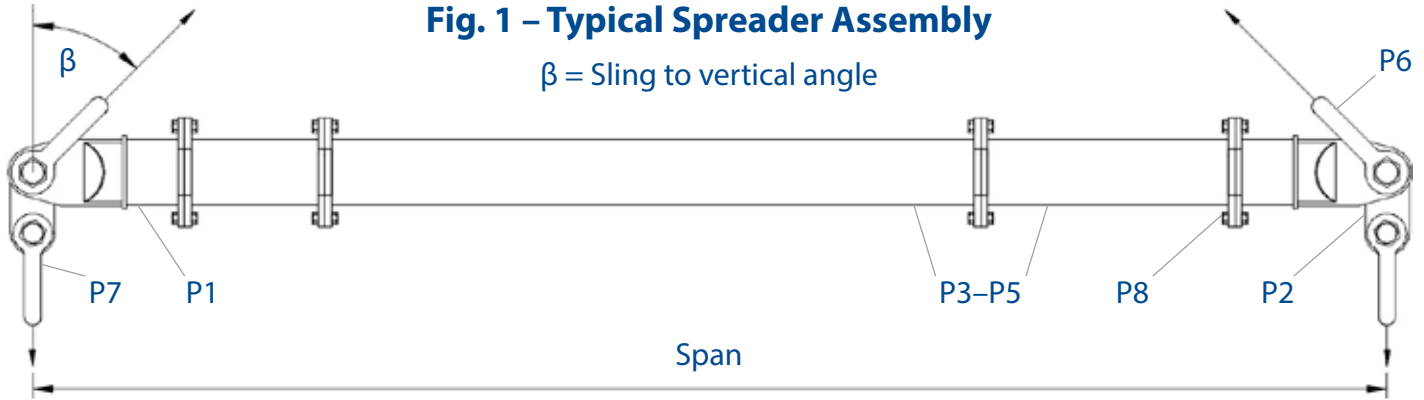 Fig. 1 – Typical Spreader Assembly
β
β = Sling to vertical angle
P6
P7
P1
P3–P5
P8
P2
Span